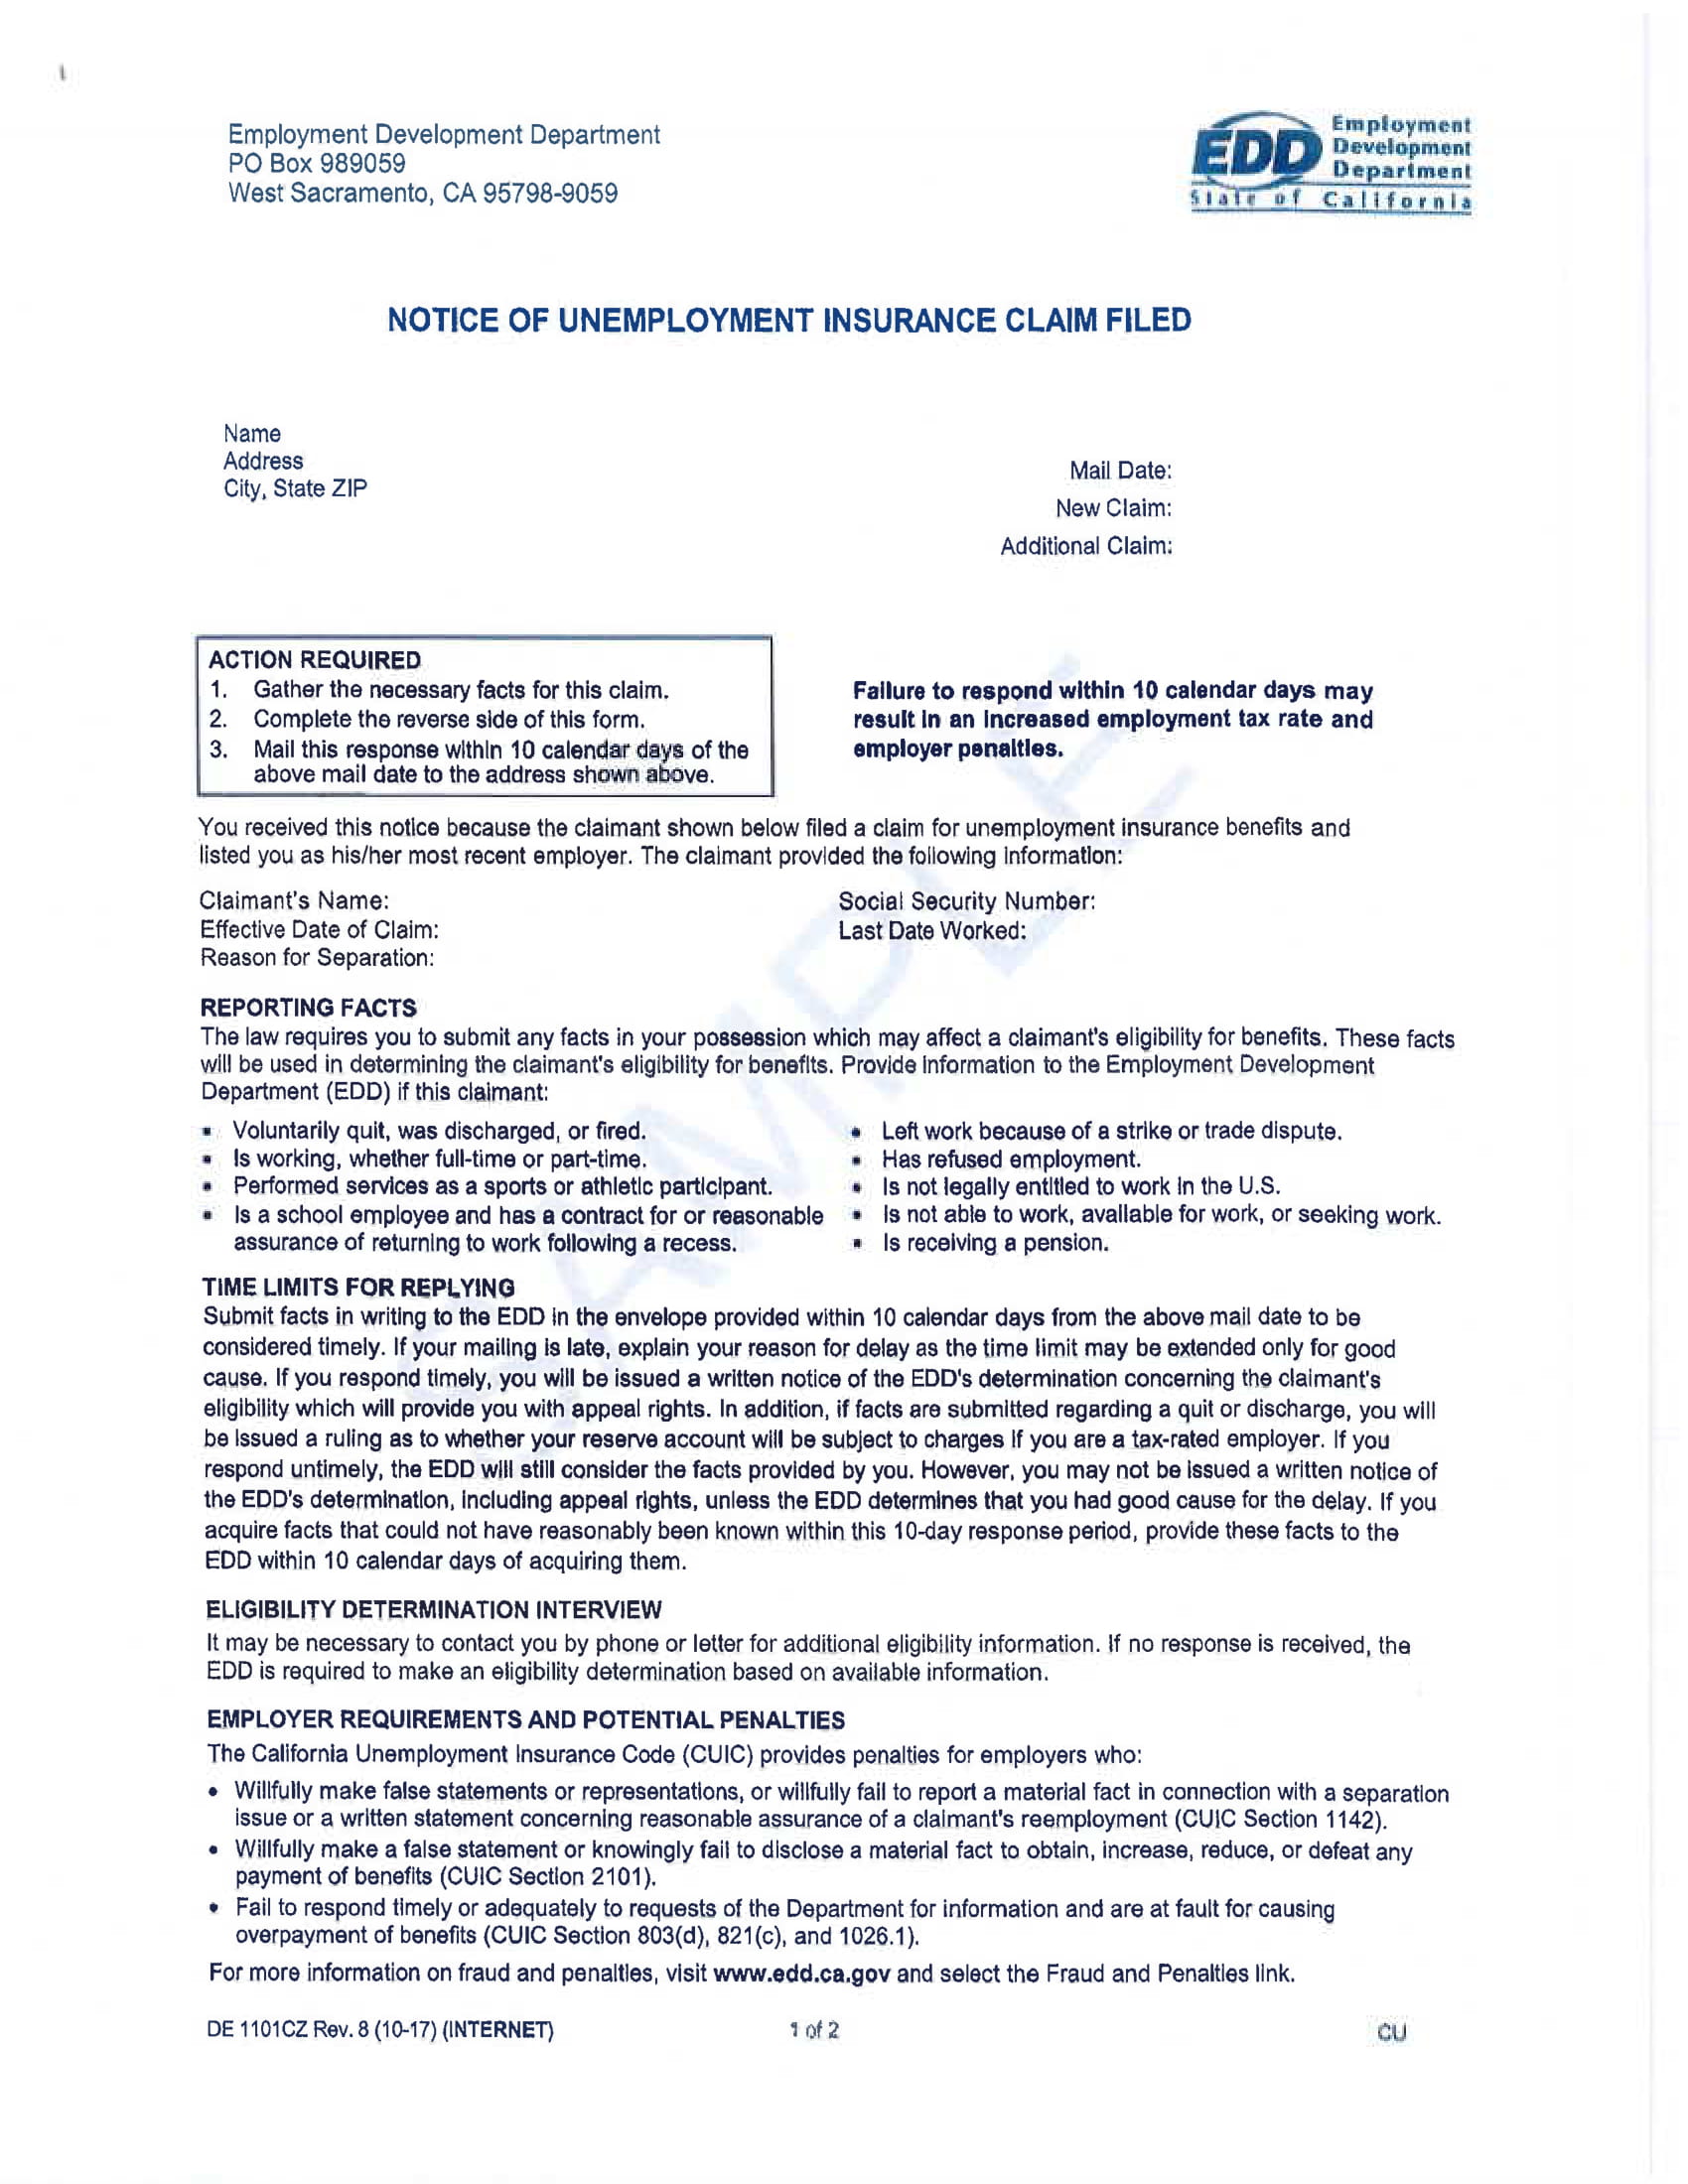 Employment Development Department
PO Box 989059
West Sacramento, CA 95798-9059
EDD
Employment
Development
Department
State of California
NOTICE OF UNEMPLOYMENT INSURANCE CLAIM FILED
Name
Address
City, State ZIP
Mail Date:
New Claim:
Additional Claim:
ACTION REQUIRED
1. Gather the necessary facts for this claim.
2. Complete the reverse side of this form.
3. Mail this response within 10 calendar days of the
above mail date to the address shown above.
Failure to respond within 10 calendar days may
result in an increased employment tax rate and
employer penalties.
You received this notice because the claimant shown below filed a claim for unemployment insurance benefits and
listed you as his/her most recent employer. The claimant provided the following information:
Claimant's Name:
Effective Date of Claim:
Reason for Separation:
Social Security Number:
Last Date Worked:
REPORTING FACTS
The law requires you to submit any facts in your possession which may affect a claimant's eligibility for benefits. These facts
will be used in determining the claimant's eligibility for benefits. Provide information to the Employment Development
Department (EDD) if this claimant:
▪ Voluntarily quit, was discharged, or fired.
▪ Is working, whether full-time or part-time.
▪ Performed services as a sports or athletic participant.
▪ Is a school employee and has a contract for or reasonable
assurance of returning to work following a recess.
▪ Left work because of a strike or trade dispute.
▪ Has refused employment.
▪ Is not legally entitled to work in the U.S.
▪ Is not able to work, available for work, or seeking work.
▪ Is receiving a pension.
TIME LIMITS FOR REPLYING
Submit facts in writing to the EDD in the envelope provided within 10 calendar days from the above mail date to be
considered timely. If your mailing is late, explain your reason for delay as the time limit may be extended only for good
cause. If you respond timely, you will be issued a written notice of the EDD's determination concerning the claimant's
eligibility which will provide you with appeal rights. In addition, if facts are submitted regarding a quit or discharge, you will
be issued a ruling as to whether your reserve account will be subject to charges if you are a tax-rated employer. If you
respond untimely, the EDD will still consider the facts provided by you. However, you may not be issued a written notice of
the EDD's determination, including appeal rights, unless the EDD determines that you had good cause for the delay. If you
acquire facts that could not have reasonably been known within this 10-day response period, provide these facts to the
EDD within 10 calendar days of acquiring them.
ELIGIBILITY DETERMINATION INTERVIEW
It may be necessary to contact you by phone or letter for additional eligibility information. If no response is received, the
EDD is required to make an eligibility determination based on available information.
EMPLOYER REQUIREMENTS AND POTENTIAL PENALTIES
The California Unemployment Insurance Code (CUIC) provides penalties for employers who:
• Willfully make false statements or representations, or willfully fail to report a material fact in connection with a separation
issue or a written statement concerning reasonable assurance of a claimant's reemployment (CUIC Section 1142).
• Willfully make a false statement or knowingly fail to disclose a material fact to obtain, increase, reduce, or defeat any
payment of benefits (CUIC Section 2101).
• Fail to respond timely or adequately to requests of the Department for information and are at fault for causing
overpayment of benefits (CUIC Section 803(d), 821(c), and 1026.1).
For more information on fraud and penalties, visit www.edd.ca.gov and select the Fraud and Penalties link.
DE 1101CZ Rev. 8 (10-17) (INTERNET)
1 of 2
CU
SAMPLE